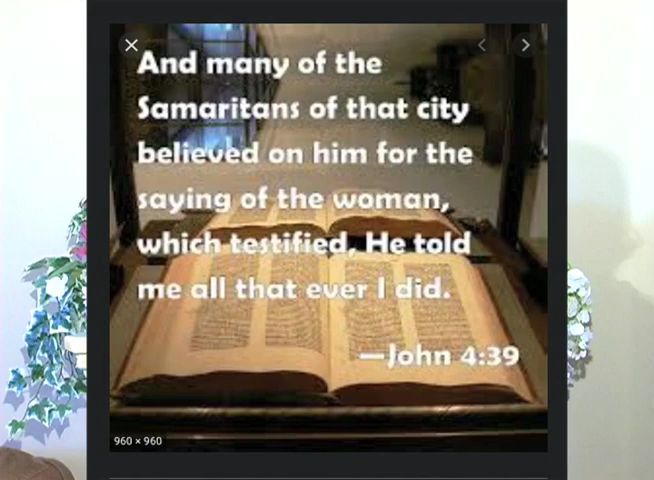 And many of the
Samaritans of that city
believed on him for the
saying of the woman,
which testified, He told
me all that ever I did.
—John 4:39
960 × 960